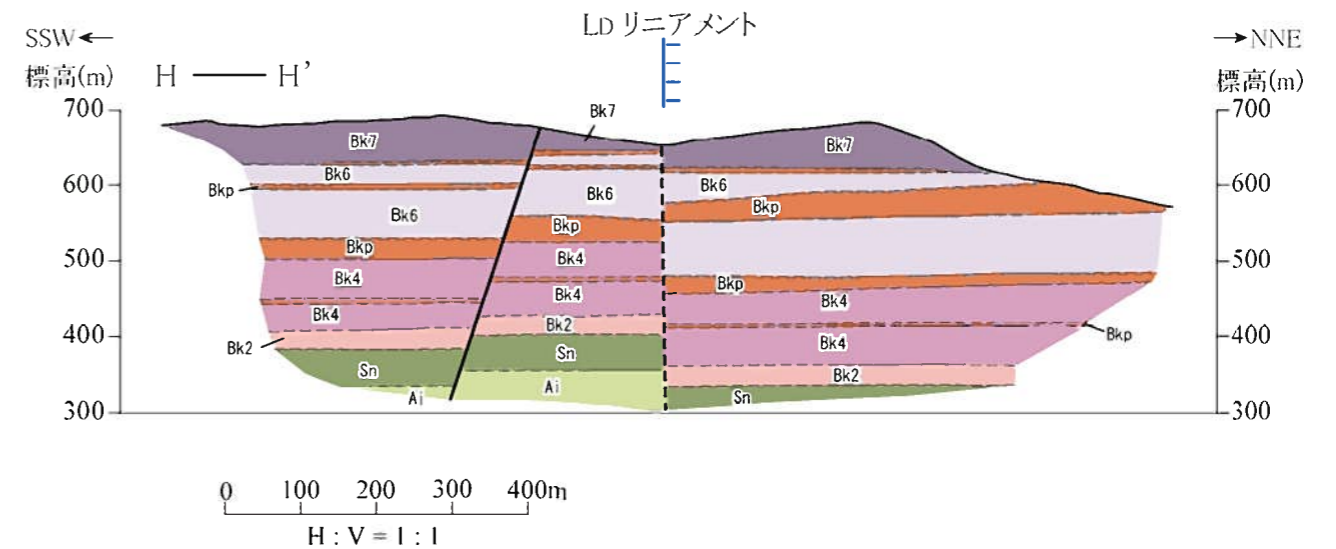 LD リニアメント
SSW← →NNE
標高(m) H H’ 標高(m)
700 700
Bk7
Bk7 Bk7
600 600
Bk6 Bk6
Bkp Bk6 Bkp
Bk6
Bkp Bkp
500 500
Bk4 Bk4 Bkp
Bk4 Bk4 Bk4
400 400
Bk2 Bk2 Bk4 Bkp
Sn Sn Bk2
Ai Ai Sn
300 300
0 100 200 300 400m
H : V = 1 : 1